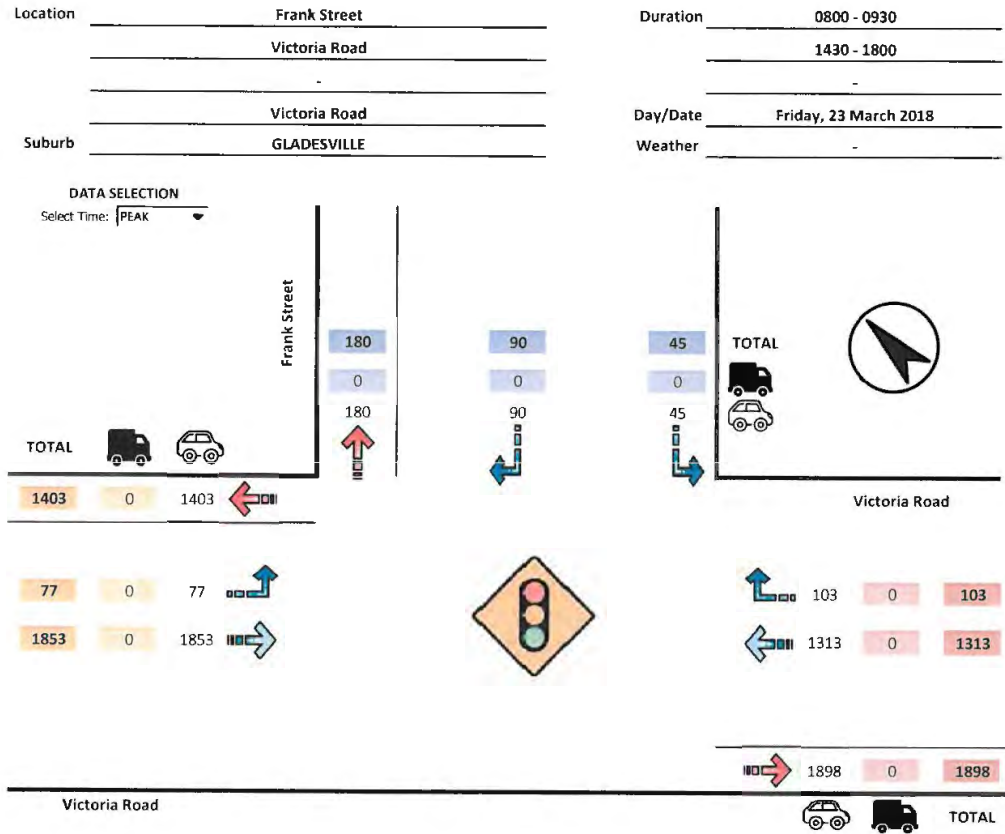 Location Frank Street Duration 0800 - 0930
Victoria Road 1430 - 1800
- -
Victoria Road Day/Date Friday, 23 March 2018
Suburb GLADESVILLE Weather -
DATA SELECTION
Select Time: PEAK
Frank Street
180 90 45 TOTAL
0 0 0
180 90 45
TOTAL
1403 0 1403
Victoria Road
77 0 77 103 0 103
1853 0 1853 1313 0 1313
1898 0 1898
Victoria Road
TOTAL